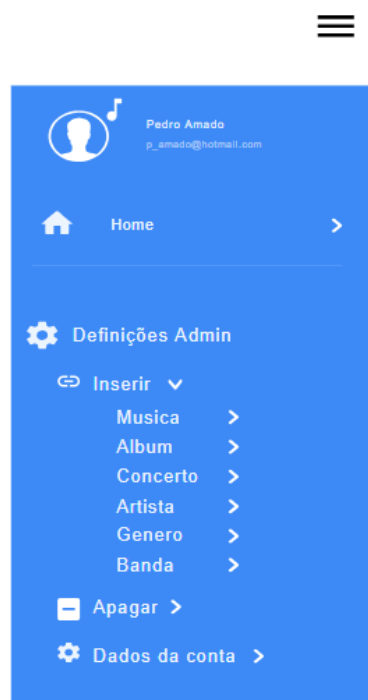 Pedro Amado
p_amado@hotmail.com
Home
Definições Admin
Inserir
Musica
Album
Concerto
Artista
Genero
Banda
Apagar
Dados da conta